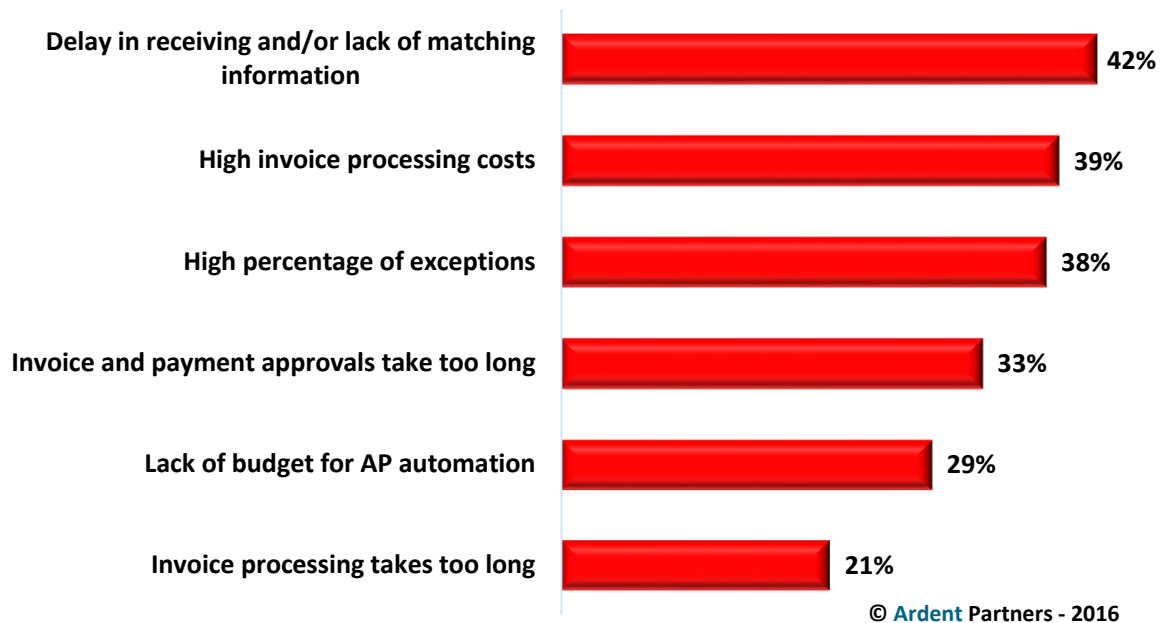 Delay in receiving and/or lack of matching
information
42%
High invoice processing costs
39%
High percentage of exceptions
38%
Invoice and payment approvals take too long
33%
Lack of budget for AP automation
29%
Invoice processing takes too long
21%
© Ardent Partners - 2016